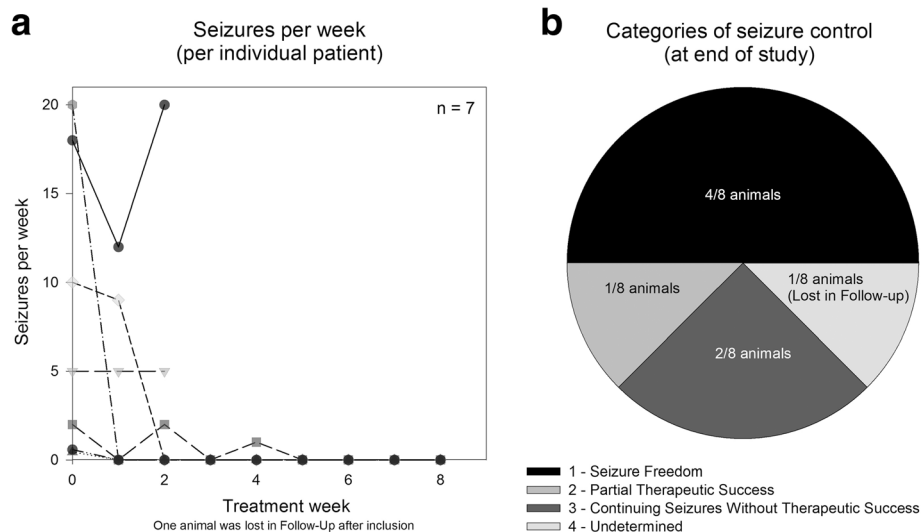 a
Seizures per week
(per individual patient)
n = 7
Seizures per week
20
15
10
5
0
0 2 4 6 8
Treatment week
One animal was lost in Follow-Up after inclusion
b
Categories of seizure control
(at end of study)
4/8 animals
1/8 animals
1/8 animals
(Lost in Follow-up)
2/8 animals
1 - Seizure Freedom
2 - Partial Therapeutic Success
3 - Continuing Seizures Without Therapeutic Success
4 - Undetermined